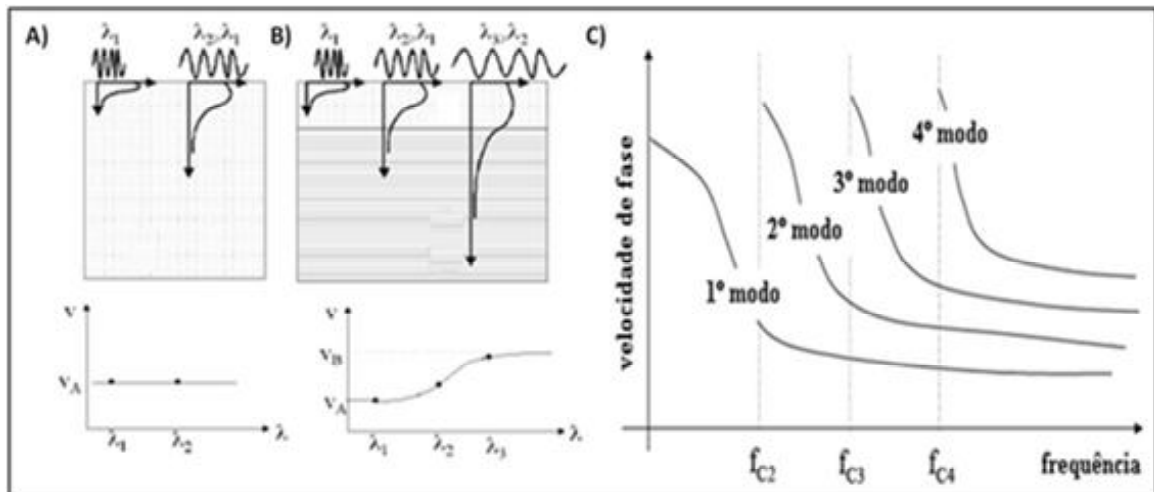 A)
λ1
λ2>λ1
B)
λ1
λ2>λ1
λ3>λ2
C)
V
VA
λ1
λ2
λ
V
VB
VA
λ1
λ2
λ3
λ
velocidade de fase
1º modo
2º modo
3º modo
4º modo
fC2
fC3
fC4
frequência